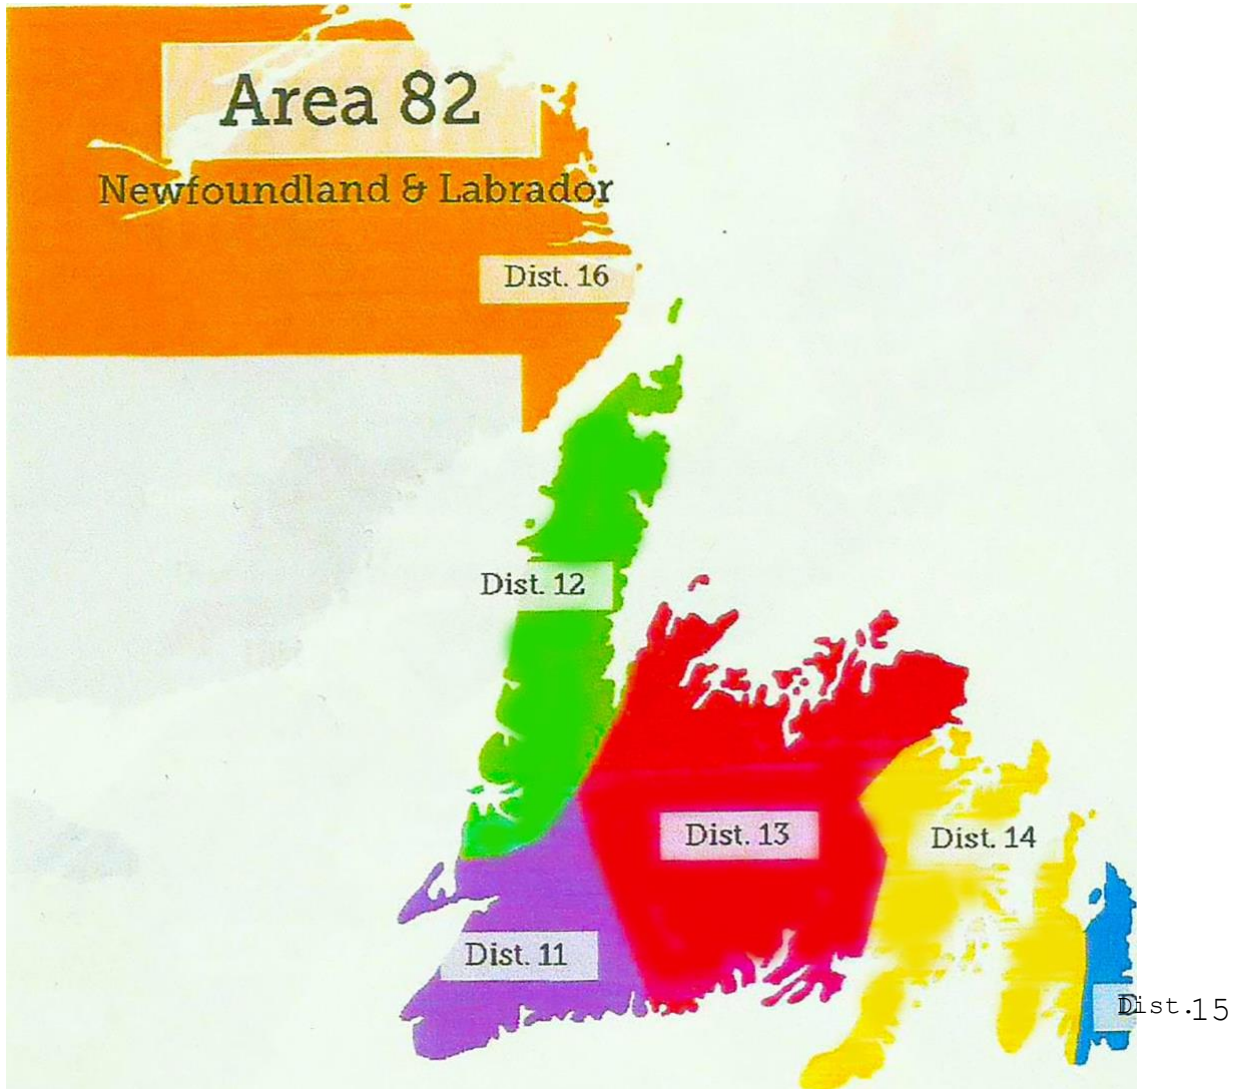 Area 82
Newfoundland & Labrador
Dist. 16
Dist. 12
Dist. 13
Dist. 14
Dist. 11
Dist.15